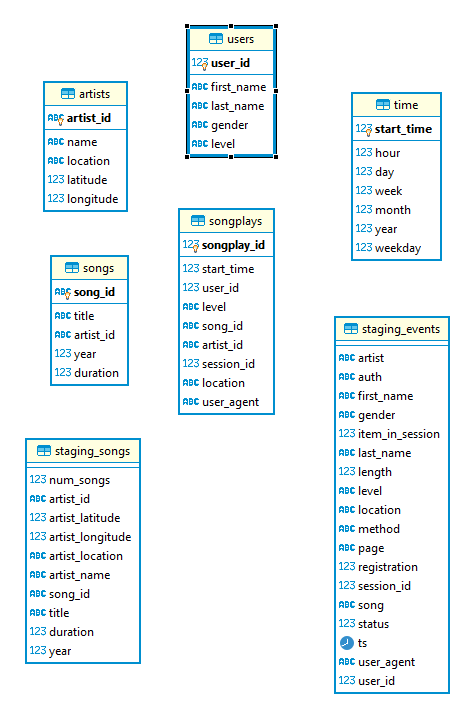 users
123 user_id
ABC first_name
ABC last_name
ABC gender
ABC level
artists
ABC artist_id
ABC name
ABC location
123 latitude
123 longitude
time
123 start_time
123 hour
123 day
123 week
123 month
123 year
123 weekday
songplays
123 songplay_id
123 start_time
123 user_id
ABC level
ABC song_id
ABC artist_id
123 session_id
ABC location
ABC user_agent
songs
ABC song_id
ABC title
ABC artist_id
123 year
123 duration
staging_events
ABC artist
ABC auth
ABC first_name
ABC gender
123 item_in_session
ABC last_name
123 length
ABC level
ABC location
ABC method
ABC page
123 registration
123 session_id
ABC song
123 status
ts
ABC user_agent
123 user_id
staging_songs
123 num_songs
ABC artist_id
123 artist_latitude
123 artist_longitude
ABC artist_location
ABC artist_name
ABC song_id
ABC title
123 duration
123 year